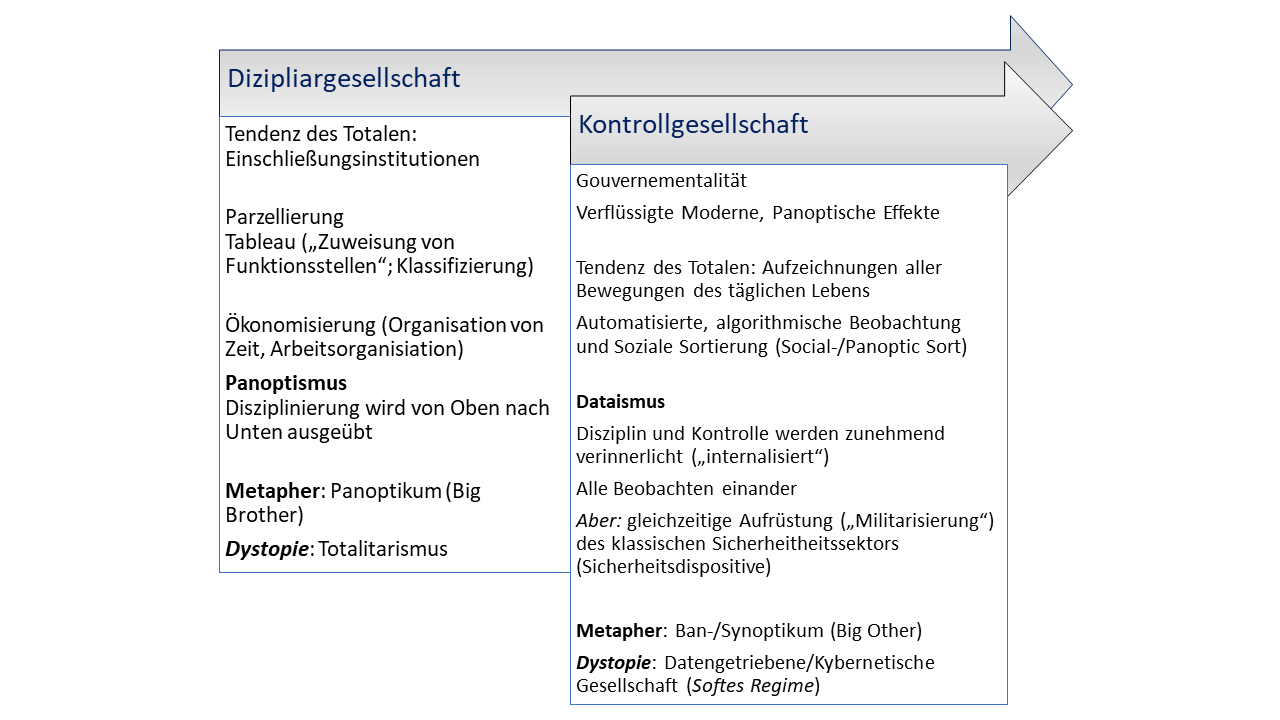 Dizipliargesellschaft
Tendenz des Totalen:
Einschließungsinstitutionen
Parzellierung
Tableau („Zuweisung von
Funktionsstellen“; Klassifizierung)
Ökonomisierung (Organisation von
Zeit, Arbeitsorganisiation)
Panoptismus
Disziplinierung wird von Oben nach
Unten ausgeübt
Metapher: Panoptikum (Big
Brother)
Dystopie: Totalitarismus
Kontrollgesellschaft
Gouvernementalität
Verflüssigte Moderne, Panoptische Effekte
Tendenz des Totalen: Aufzeichnungen aller
Bewegungen des täglichen Lebens
Automatisierte, algorithmische Beobachtung
und Soziale Sortierung (Social-/Panoptic Sort)
Dataismus
Disziplin und Kontrolle werden zunehmend
verinnerlicht („internalisiert“)
Alle Beobachten einander
Aber: gleichzeitige Aufrüstung („Militarisierung“)
des klassischen Sicherheitheitssektors
(Sicherheitsdispositive)
Metapher: Ban-/Synoptikum (Big Other)
Dystopie: Datengetriebene/Kybernetische
Gesellschaft (Softes Regime)